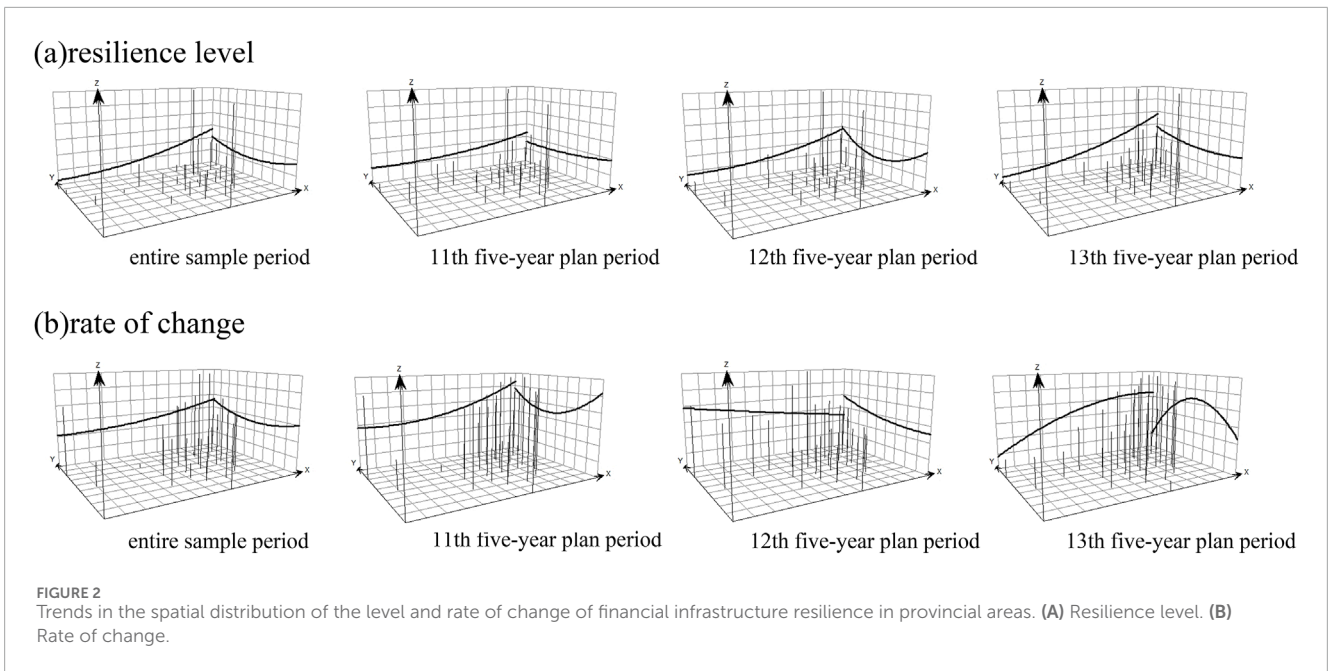 (a)resilience level
Z
Y
X
Z
Y
X
Z
Y
X
Z
Y
X
entire sample period
11th five-year plan period
12th five-year plan period
13th five-year plan period
(b)rate of change
Z
Y
X
Z
Y
X
Z
Y
X
Z
Y
X
entire sample period
11th five-year plan period
12th five-year plan period
13th five-year plan period
FIGURE 2
Trends in the spatial distribution of the level and rate of change of financial infrastructure resilience in provincial areas. (A) Resilience level. (B)
Rate of change.